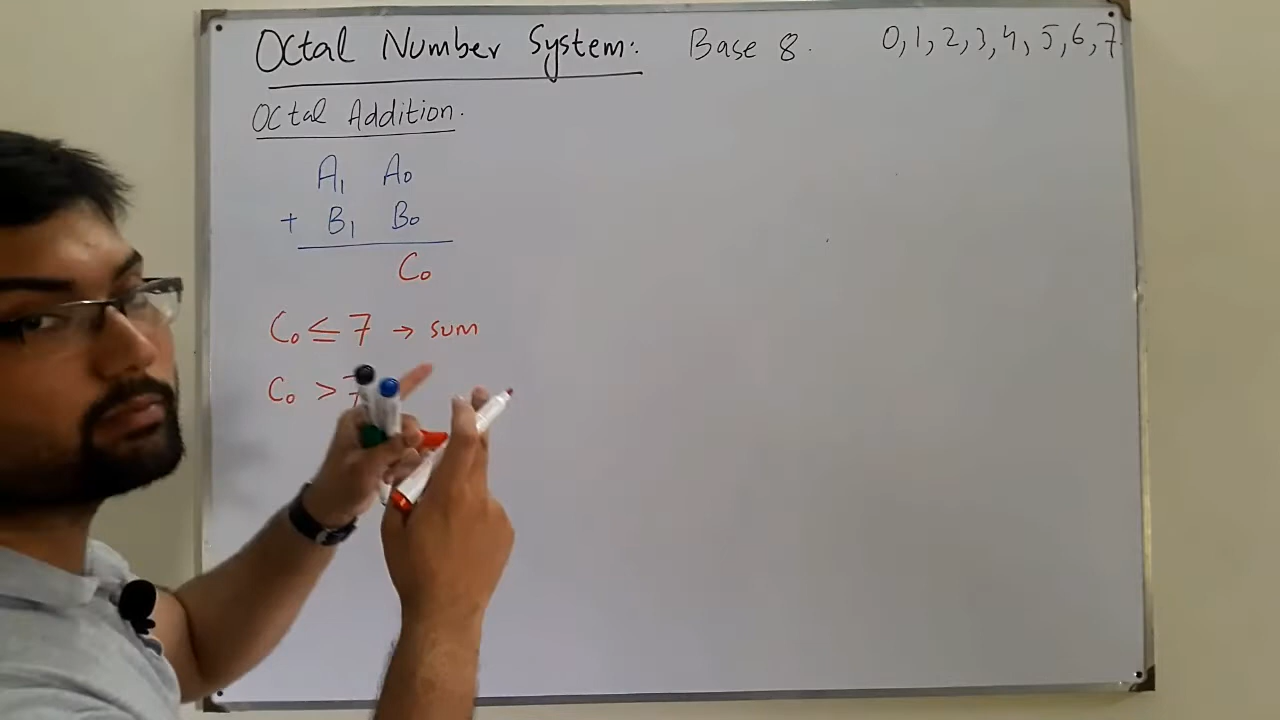 Octal Number System:. Base 8. 0,1,2,3,4,5,6,7.
Octal Addition.
A₁ A₀
+ B₁ B₀
C₀
C₀ ≤ 7 → sum
C₀ > 7